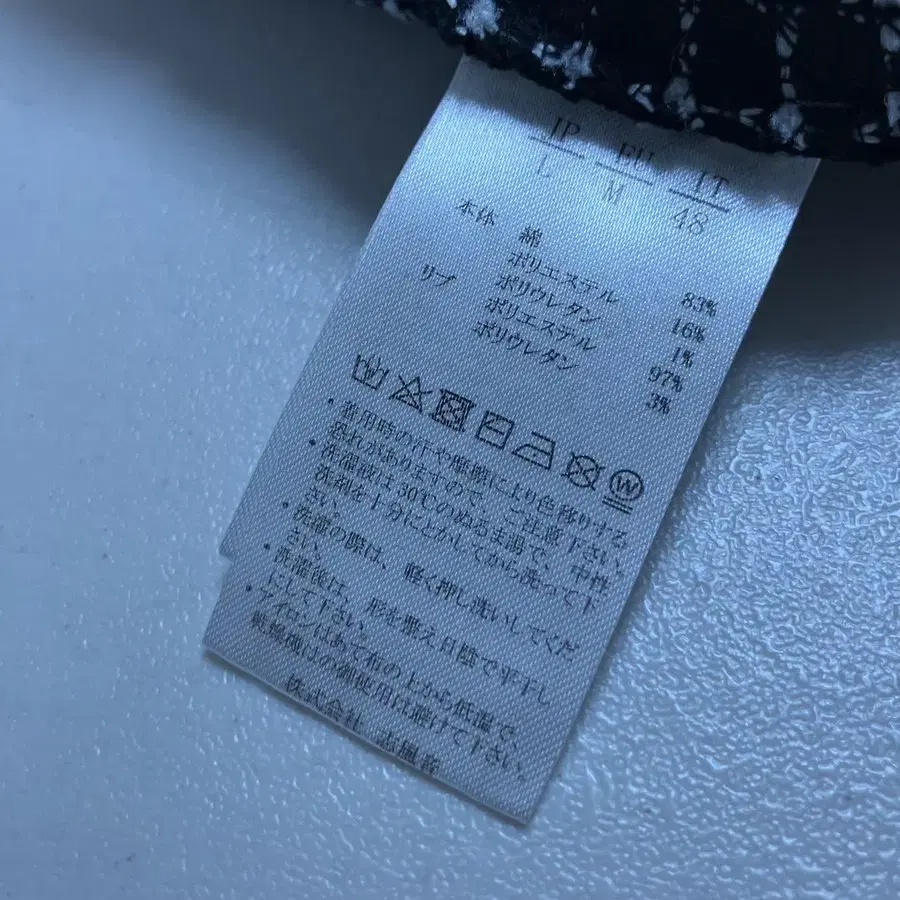 JP EU IT
L M 48
本体 綿 83%
ポリエステル 16%
ポリウレタン 1%
リブ ポリエステル 97%
ポリウレタン 3%
W
・着用時の汗や摩擦により色移りする
恐れがありますので、ご注意下さい。
・洗濯液は30℃のぬるま湯で、中性
洗剤を十分にとかしてから洗って下
さい。
・洗濯の際は、軽く押し洗いしてくだ
さい。
・洗濯後は、形を整え日陰で平干し
にして下さい。
・アイロンはあて布の上から低温で、
乾燥機はの御使用は避けて下さい。
株式会社